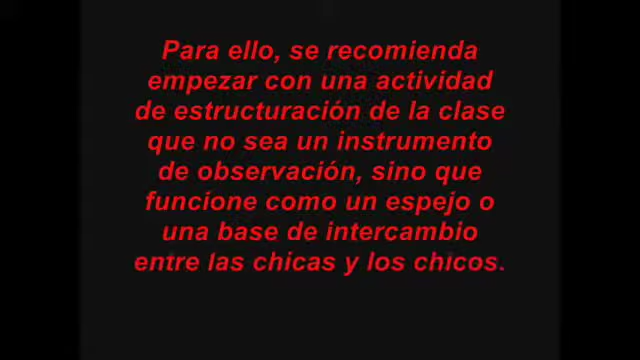 Para ello, se recomienda
empezar con una actividad
de estructuración de la clase
que no sea un instrumento
de observación, sino que
funcione como un espejo o
una base de intercambio
entre las chicas y los chicos.